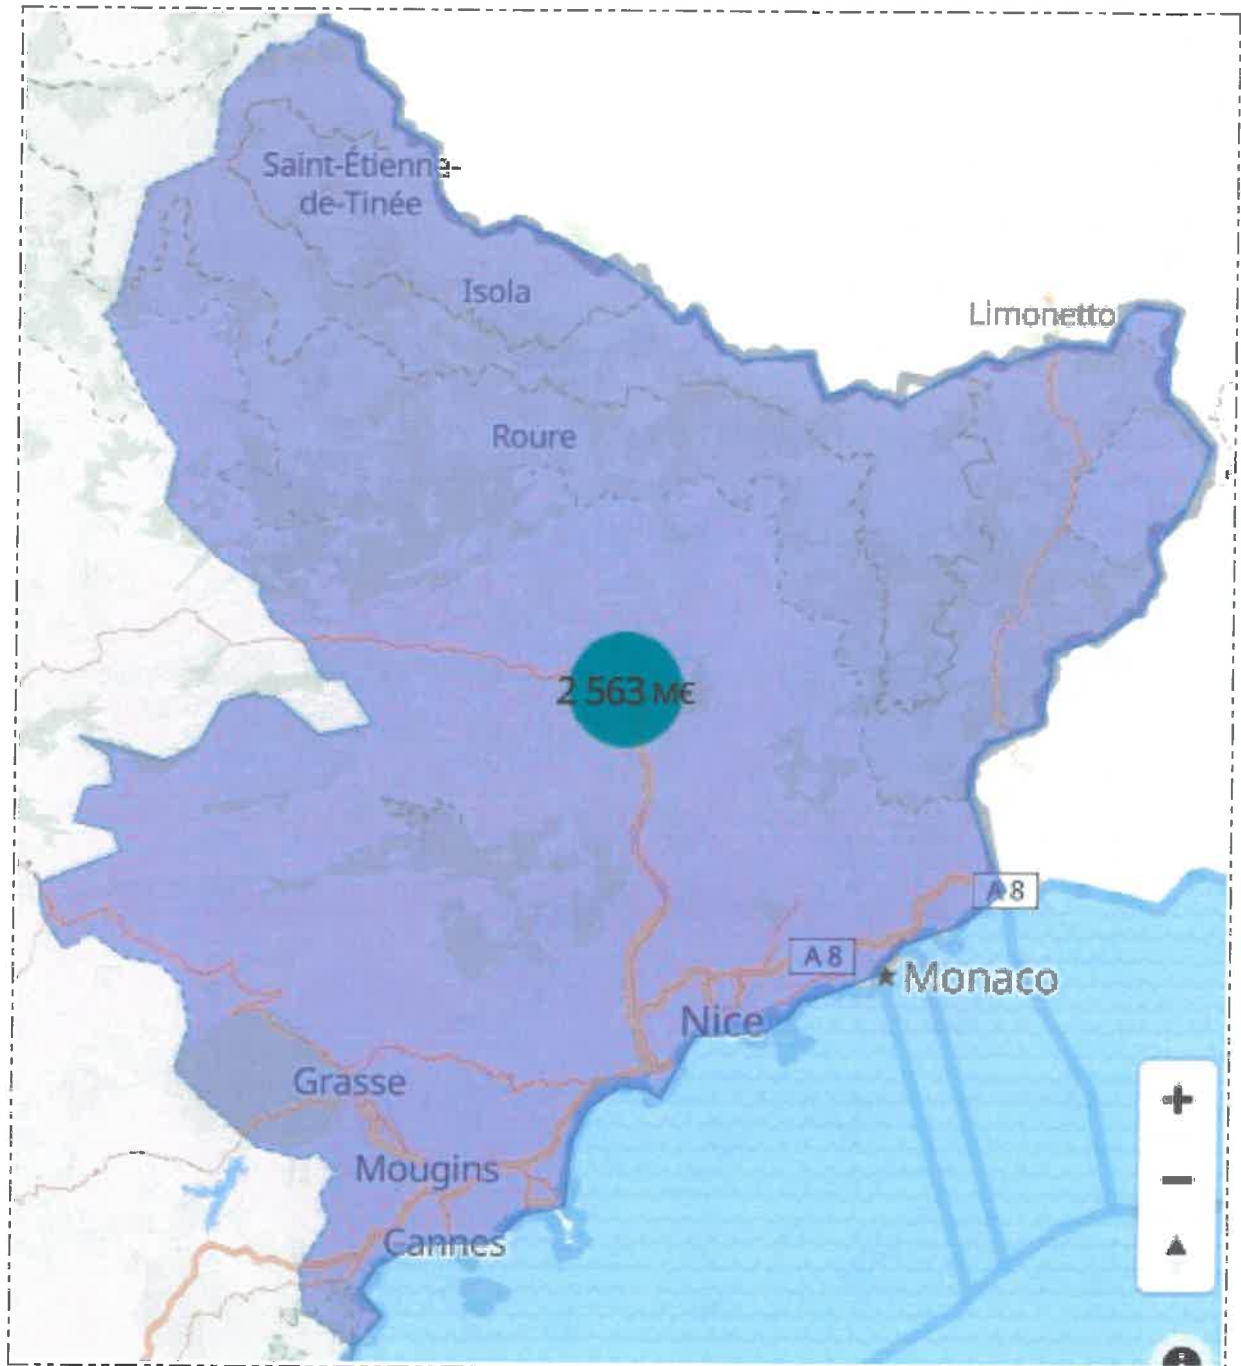 Saint-Étienne-
de-Tinée
Isola
Limonetto
Roure
2 563 M€
A 8
A 8
Monaco
Nice
Grasse
Mougins
Cannes
+
−